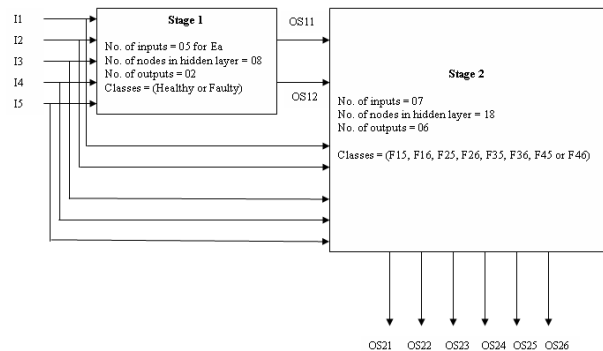 I1
I2
I3
I4
I5
Stage 1
No. of inputs = 05 for Ea
No. of nodes in hidden layer = 08
No. of outputs = 02
Classes = (Healthy or Faulty)
OS11
OS12
Stage 2
No. of inputs = 07
No. of nodes in hidden layer = 18
No. of outputs = 06
Classes = (F15, F16, F25, F26, F35, F36, F45 or F46)
OS21 OS22 OS23 OS24 OS25 OS26